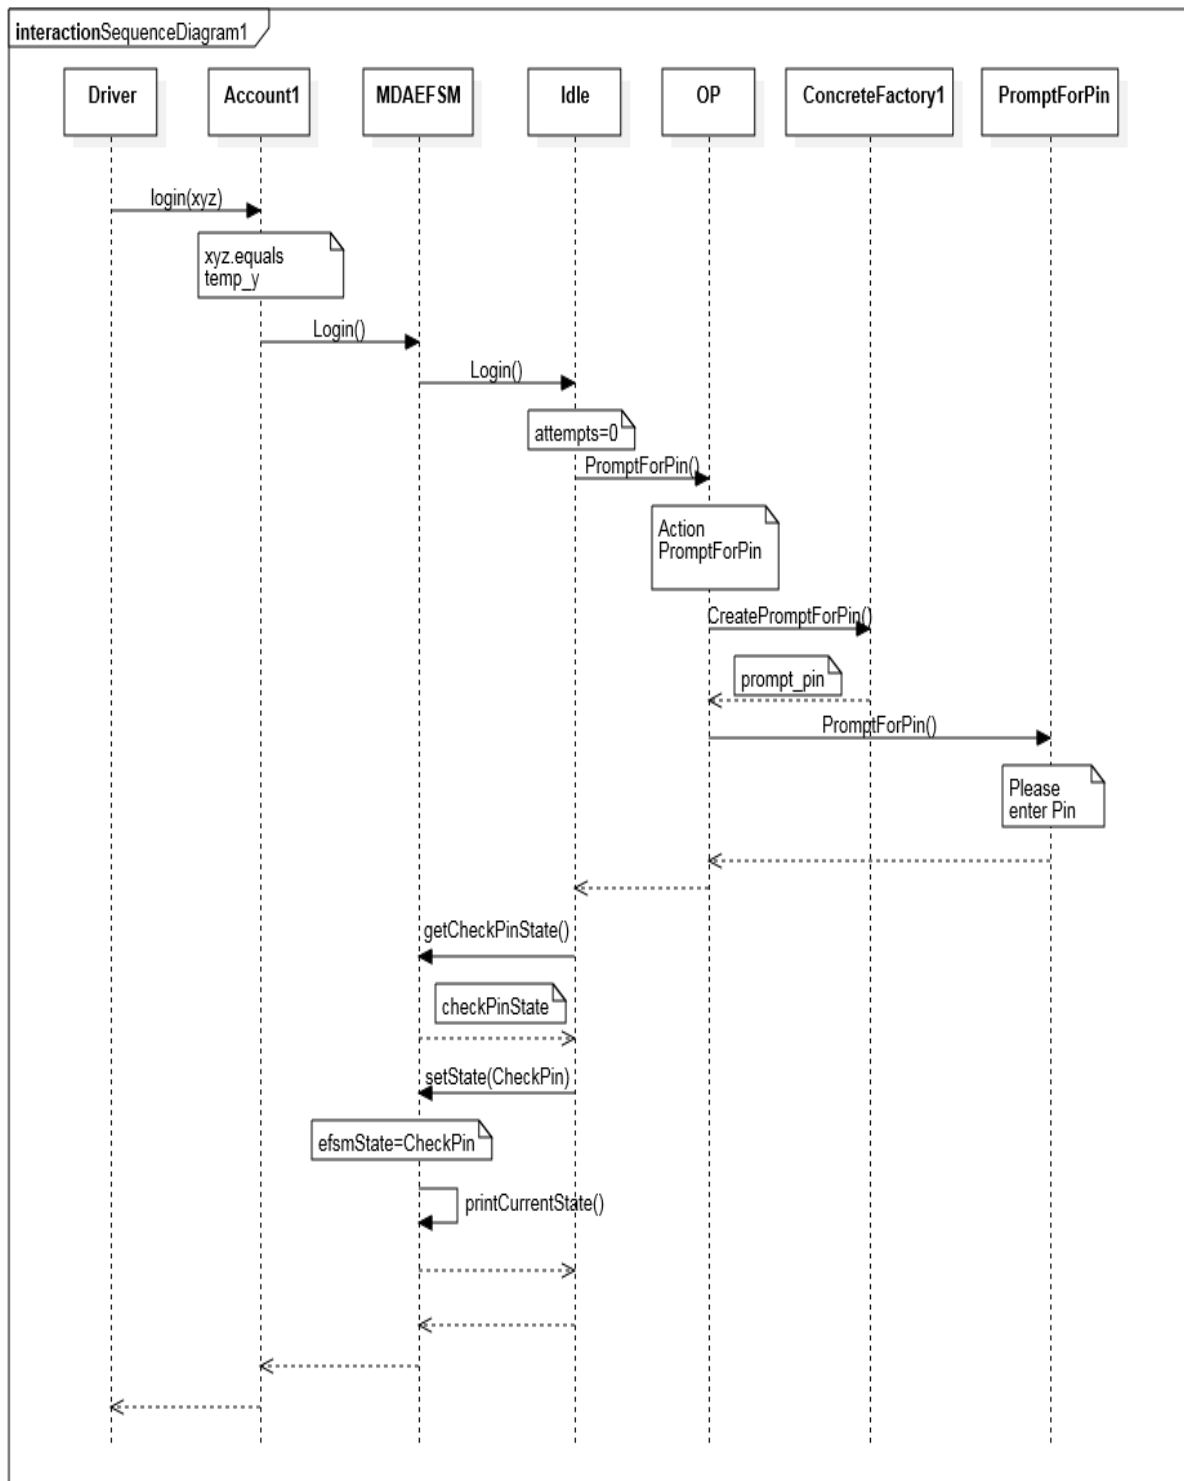 interactionSequenceDiagram1
Driver
Account1
MDAEFSM
Idle
OP
ConcreteFactory1
PromptForPin
login(xyz)
xyz.equals
temp_y
Login()
Login()
attempts=0
PromptForPin()
Action
PromptForPin
CreatePromptForPin()
prompt_pin
PromptForPin()
Please
enter Pin
getCheckPinState()
checkPinState
setState(CheckPin)
efsmState=CheckPin
printCurrentState()